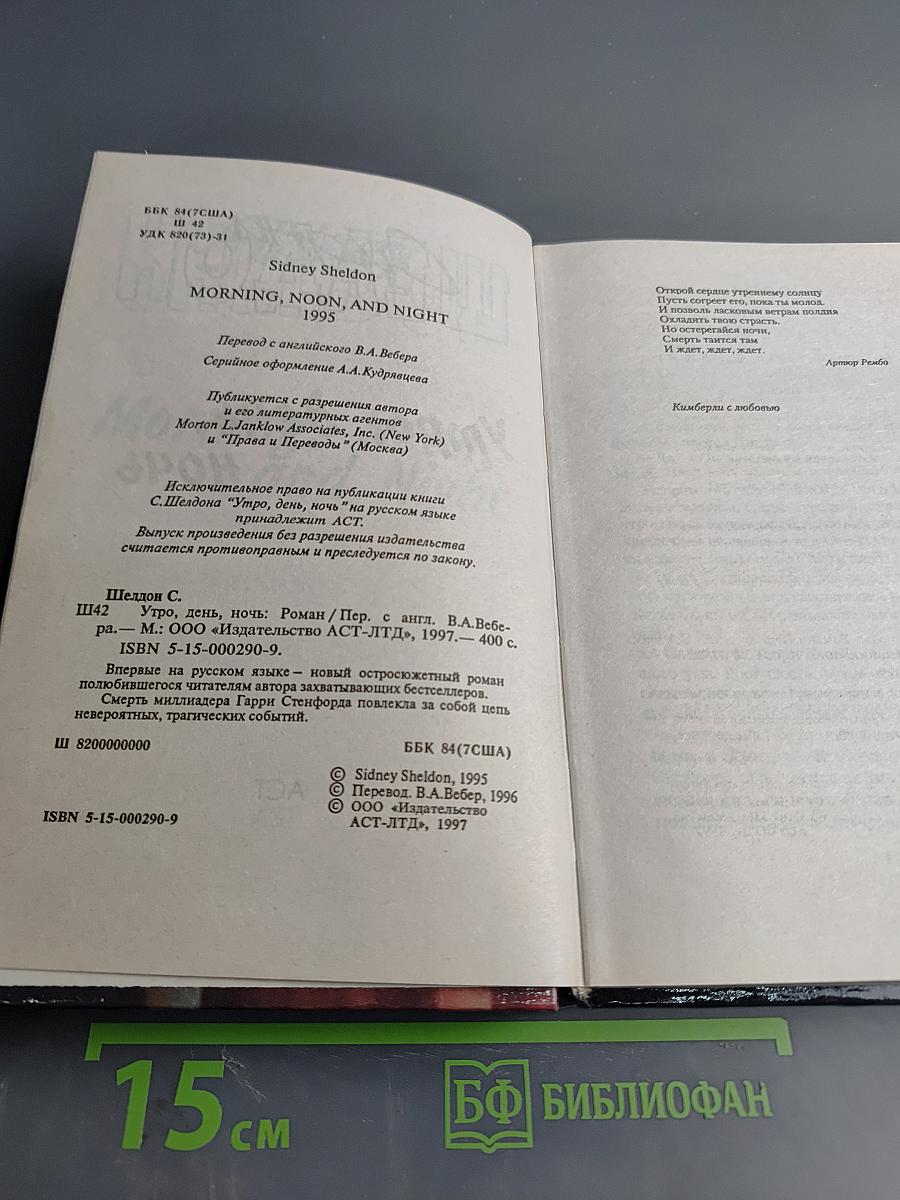 ББК 84(7США)
Ш 42
УДК 820(73)-31
Sidney Sheldon
MORNING, NOON, AND NIGHT
1995
Перевод с английского В.А.Вебера
Серийное оформление А.А.Кудрявцева
Публикуется с разрешения автора
и его литературных агентов
Morton L.Janklow Associates, Inc. (New York)
и "Права и Переводы" (Москва)
Исключительное право на публикации книги
С.Шелдона "Утро, день, ночь" на русском языке
принадлежит АСТ.
Выпуск произведения без разрешения издательства
считается противоправным и преследуется по закону.
Шелдон С.
Ш42 Утро, день, ночь: Роман / Пер. с англ. В.А.Вебе-
ра.— М.: ООО «Издательство АСТ-ЛТД», 1997.— 400 с.
ISBN 5-15-000290-9.
Впервые на русском языке — новый остросюжетный роман
полюбившегося читателям автора захватывающих бестселлеров.
Смерть миллиадера Гарри Стенфорда повлекла за собой цепь
невероятных, трагических событий.
Ш 8200000000
ББК 84(7США)
© Sidney Sheldon, 1995
© Перевод. В.А.Вебер, 1996
© ООО «Издательство
АСТ-ЛТД», 1997
ISBN 5-15-000290-9
Открой сердце утреннему солнцу
Пусть согреет его, пока ты молод.
И позволь ласковым ветрам полдня
Охладить твою страсть.
Но остерегайся ночи,
Смерть таится там
И ждет, ждет, ждет.
Артюр Рембо
Кимберли с любовью
15 см
БФ БИБЛИОФАН